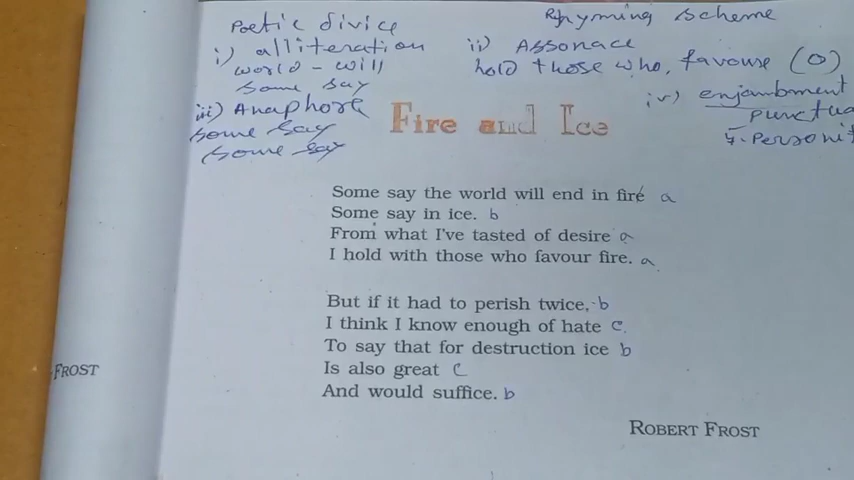 Poetic divice
Rhyming scheme
i) alliteration
world - will
some say
ii) Assonace
hold those who, favouse (O)
iii) Anaphora
some say
some say
iv) enjambment
punctua
Personif
Fire and Ice
Some say the world will end in fire a
Some say in ice. b
From what I've tasted of desire a
I hold with those who favour fire. a
But if it had to perish twice, b
I think I know enough of hate c
To say that for destruction ice b
Is also great c
And would suffice. b
ROBERT FROST
FROST